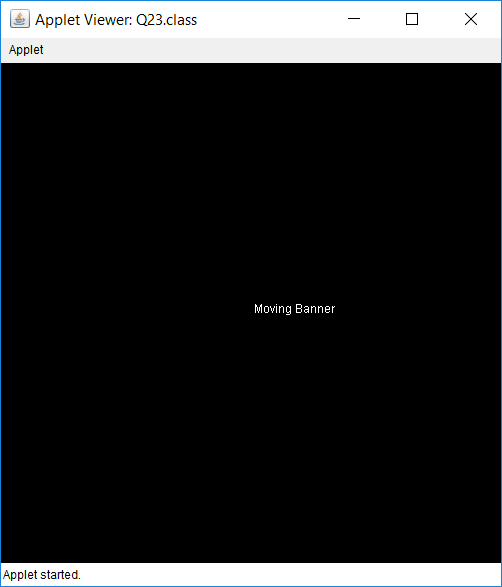 Applet Viewer: Q23.class
Applet
Moving Banner
Applet started.